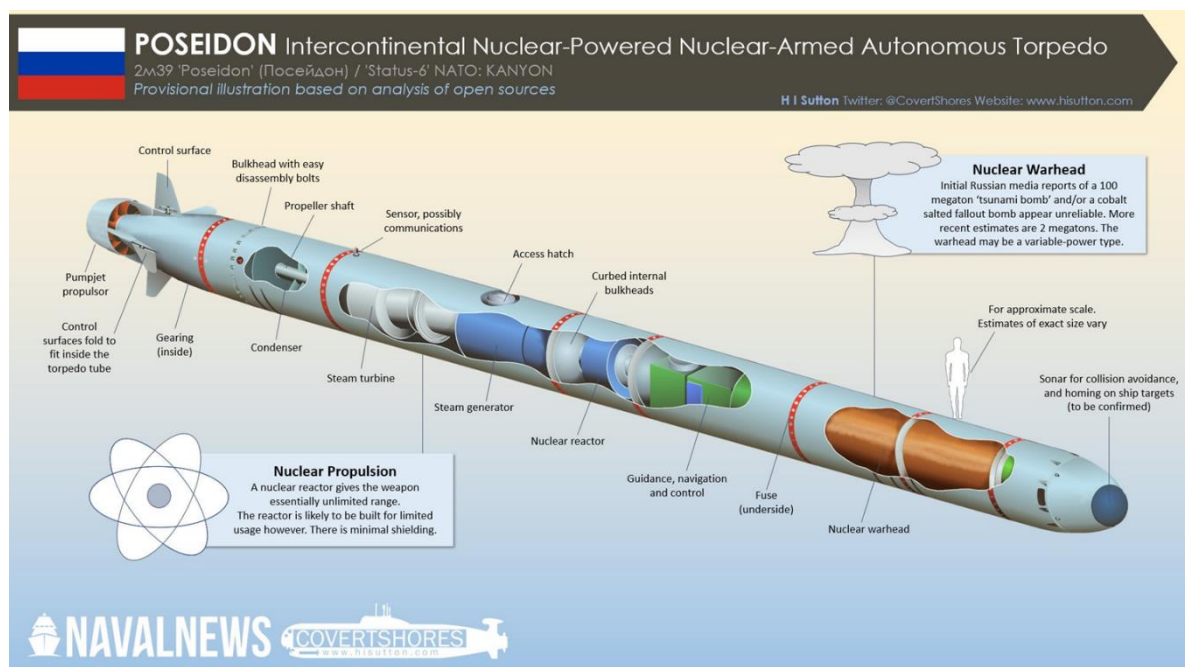 POSEIDON Intercontinental Nuclear-Powered Nuclear-Armed Autonomous Torpedo
2м39 'Poseidon' (Посейдон) / 'Status-6' NATO: KANYON
Provisional illustration based on analysis of open sources
H I Sutton Twitter: @CovertShores Website: www.hisutton.com
Control surface
Bulkhead with easy
disassembly bolts
Propeller shaft
Sensor, possibly
communications
Access hatch
Curbed internal
bulkheads
Nuclear Warhead
Initial Russian media reports of a 100
megaton 'tsunami bomb' and/or a cobalt
salted fallout bomb appear unreliable. More
recent estimates are 2 megatons. The
warhead may be a variable-power type.
For approximate scale.
Estimates of exact size vary
Sonar for collision avoidance,
and homing on ship targets
(to be confirmed)
Pumpjet
propulsor
Control
surfaces fold to
fit inside the
torpedo tube
Gearing
(inside)
Condenser
Steam turbine
Steam generator
Nuclear reactor
Guidance, navigation
and control
Fuse
(underside)
Nuclear warhead
Nuclear Propulsion
A nuclear reactor gives the weapon
essentially unlimited range.
The reactor is likely to be built for limited
usage however. There is minimal shielding.
NAVALNEWS
COVERTSHORES
www.hisutton.com